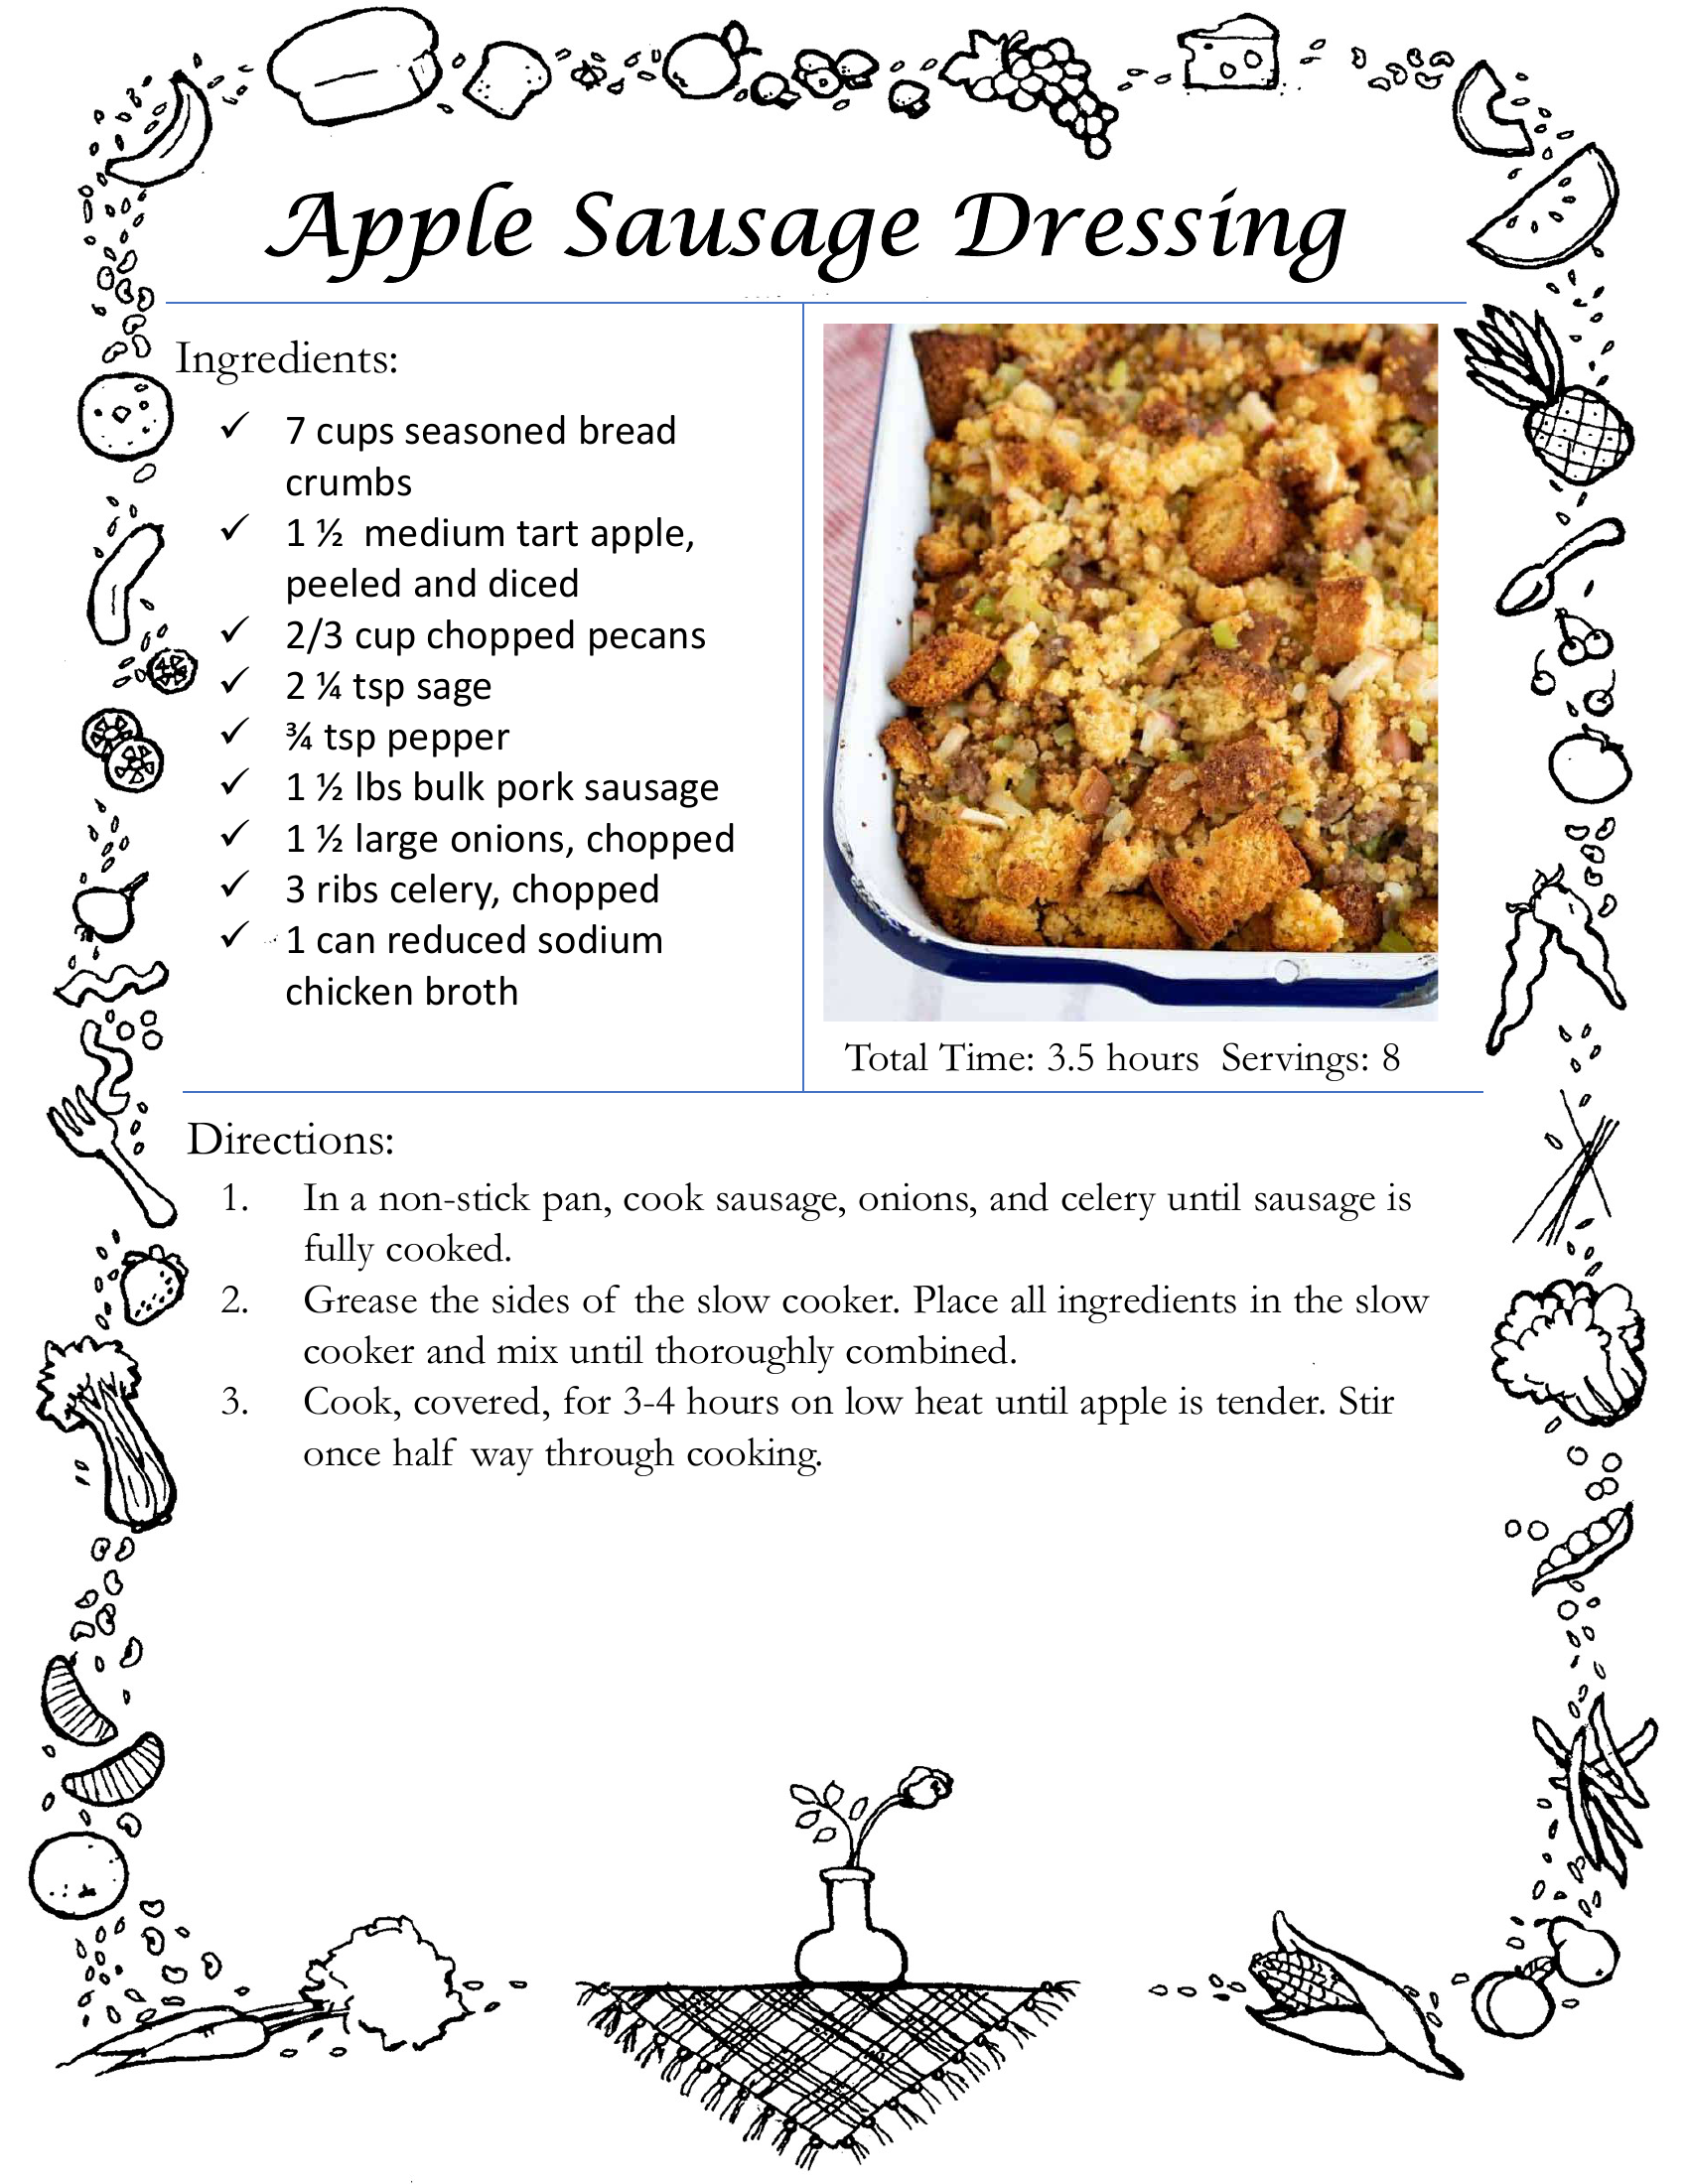 Apple Sausage Dressing
Ingredients:
✓ 7 cups seasoned bread
crumbs
✓ 1 ½  medium tart apple,
peeled and diced
✓ 2/3 cup chopped pecans
✓ 2 ¼ tsp sage
✓ ¾ tsp pepper
✓ 1 ½ lbs bulk pork sausage
✓ 1 ½ large onions, chopped
✓ 3 ribs celery, chopped
✓ 1 can reduced sodium
chicken broth
Total Time: 3.5 hours  Servings: 8
Directions:
1. In a non-stick pan, cook sausage, onions, and celery until sausage is
fully cooked.
2. Grease the sides of the slow cooker. Place all ingredients in the slow
cooker and mix until thoroughly combined.
3. Cook, covered, for 3-4 hours on low heat until apple is tender. Stir
once half way through cooking.